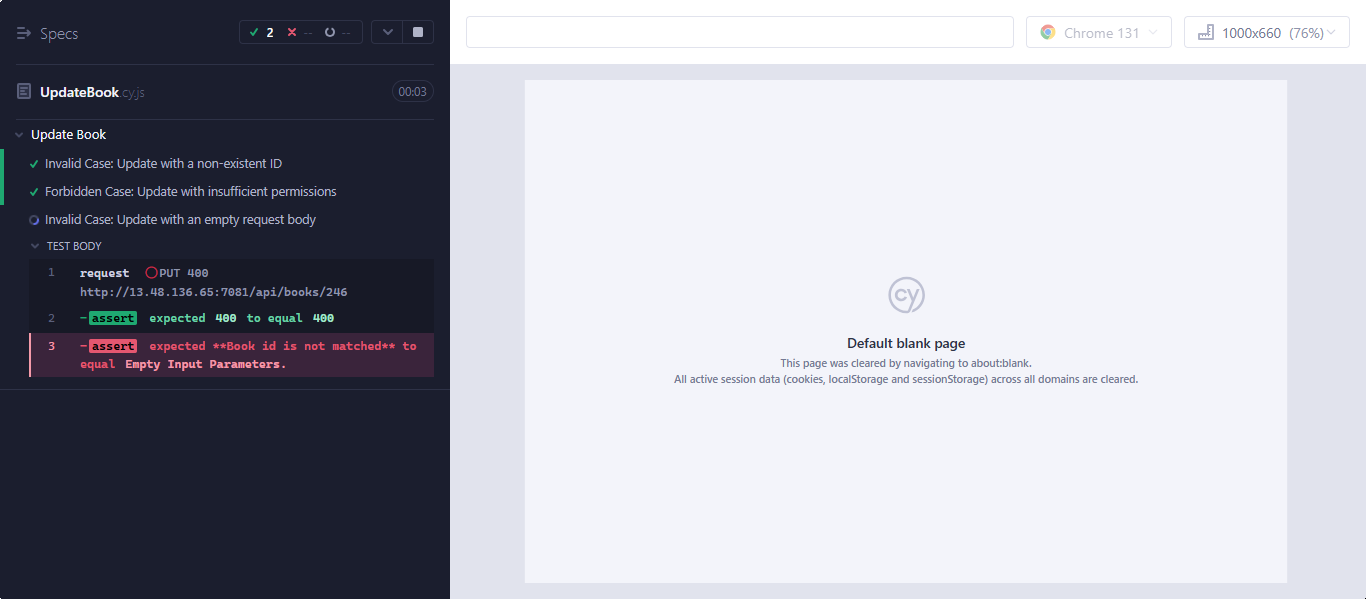 Specs
2 -- --
UpdateBook.cy.js
00:03
Update Book
Invalid Case: Update with a non-existent ID
Forbidden Case: Update with insufficient permissions
Invalid Case: Update with an empty request body
TEST BODY
1 request PUT 400
http://13.48.136.65:7081/api/books/246
2 -assert expected 400 to equal 400
3 -assert expected **Book id is not matched** to
equal Empty Input Parameters.
Chrome 131
1000x660 (76%)
cy
Default blank page
This page was cleared by navigating to about:blank.
All active session data (cookies, localStorage and sessionStorage) across all domains are cleared.